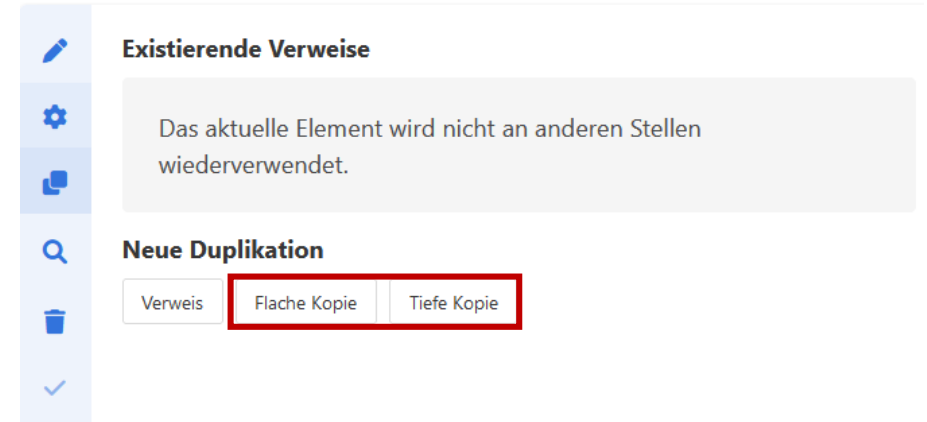 Existierende Verweise
Das aktuelle Element wird nicht an anderen Stellen
wiederverwendet.
Neue Duplikation
Verweis Flache Kopie Tiefe Kopie